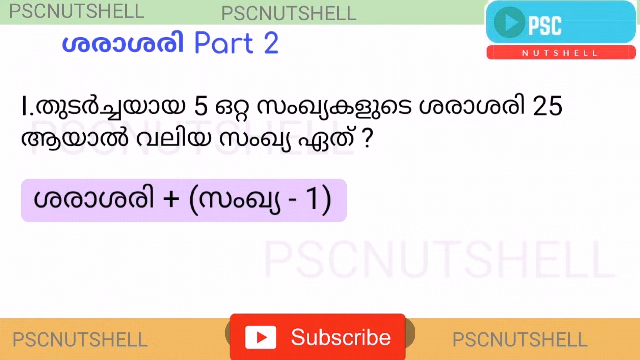 PSCNUTSHELL PSCNUTSHELL
PSC
NUTSHELL
ശരാശരി Part 2
I.തുടർച്ചയായ 5 ഒറ്റ സംഖ്യകളുടെ ശരാശരി 25
ആയാൽ വലിയ സംഖ്യ ഏത് ?
PSCNUTSHELL
ശരാശരി + (സംഖ്യ - 1)
PSCNUTSHELL
PSCNUTSHELL Subscribe PSCNUTSHELL